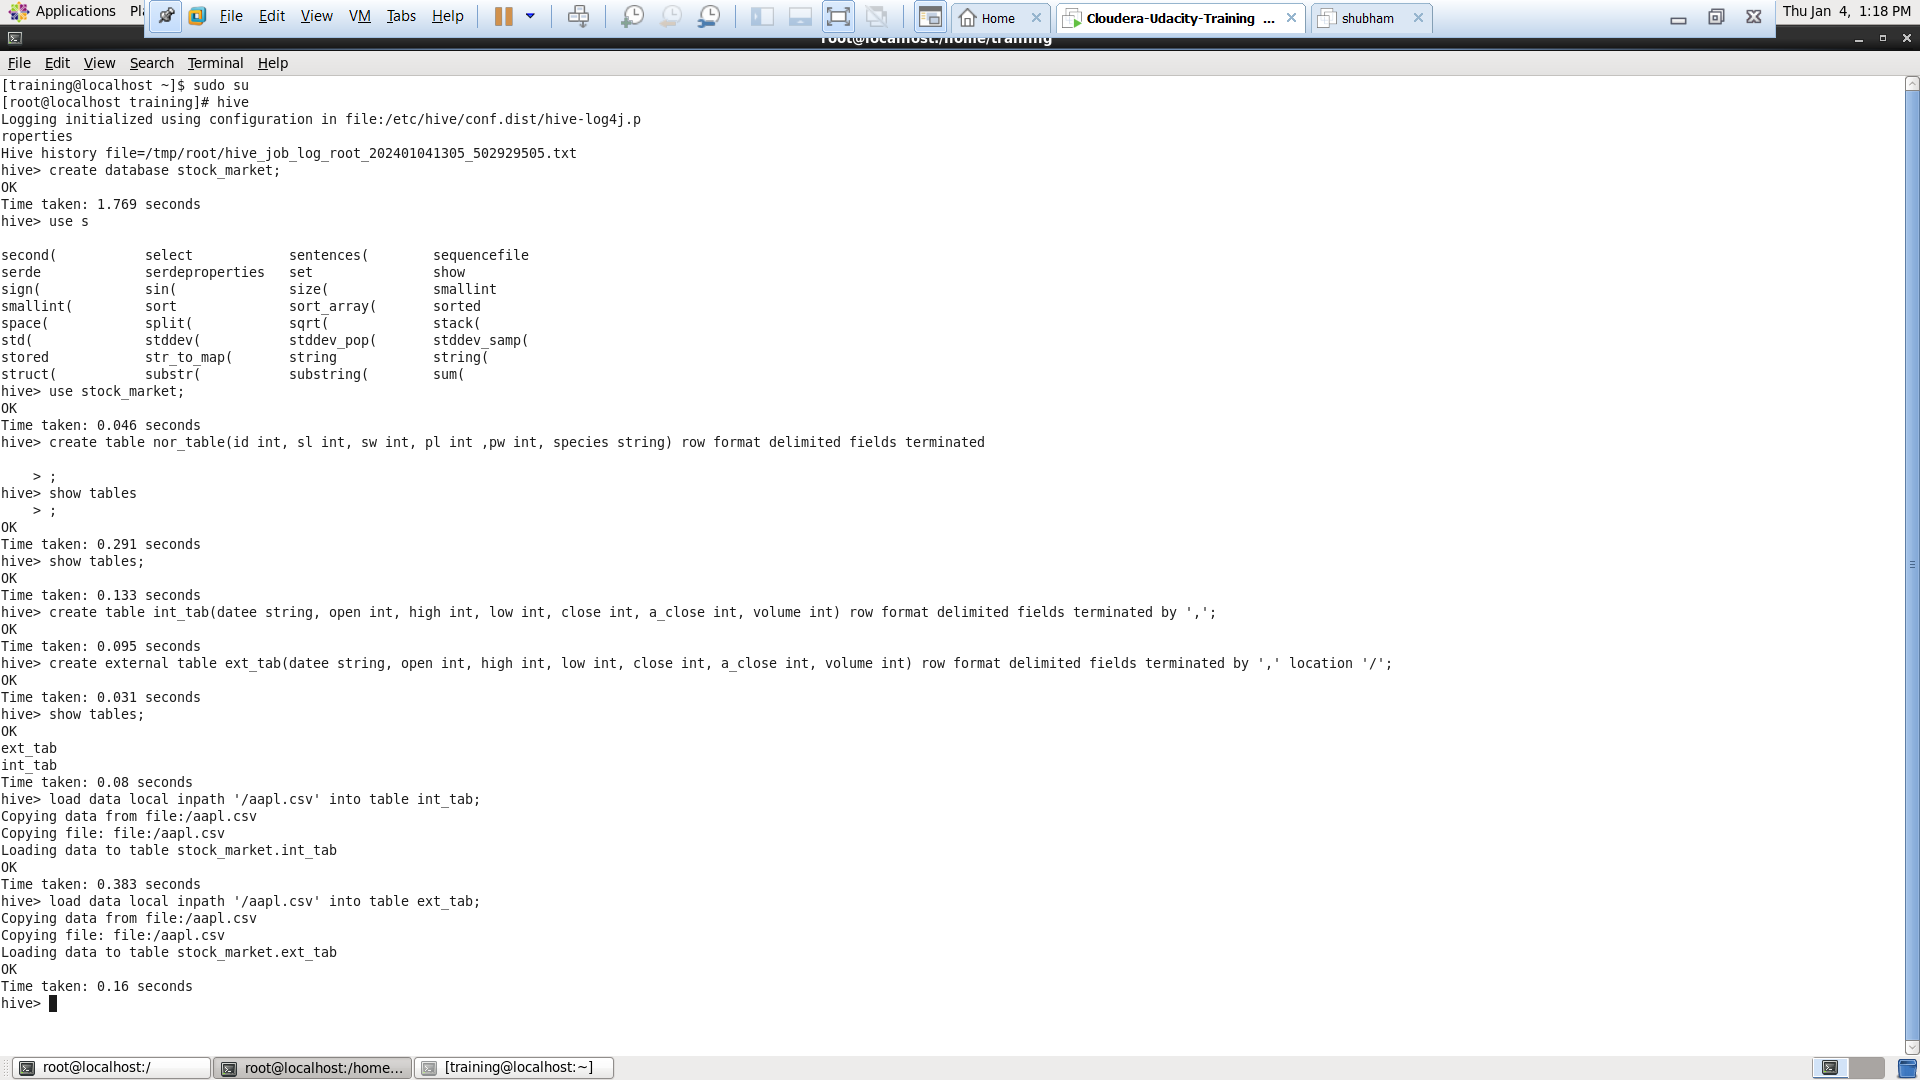 Applications Pl
File Edit View VM Tabs Help
Home
Cloudera-Udacity-Training ...
shubham
Thu Jan 4, 1:18 PM
root@localhost:/home/training
File Edit View Search Terminal Help
[training@localhost ~]$ sudo su
[root@localhost training]# hive
Logging initialized using configuration in file:/etc/hive/conf.dist/hive-log4j.p
roperties
Hive history file=/tmp/root/hive_job_log_root_202401041305_502929505.txt
hive> create database stock_market;
OK
Time taken: 1.769 seconds
hive> use s
second( select sentences( sequencefile
serde serdeproperties set show
sign( sin( size( smallint
smallint( sort sort_array( sorted
space( split( sqrt( stack(
std( stddev( stddev_pop( stddev_samp(
stored str_to_map( string string(
struct( substr( substring( sum(
hive> use stock_market;
OK
Time taken: 0.046 seconds
hive> create table nor_table(id int, sl int, sw int, pl int ,pw int, species string) row format delimited fields terminated
> ;
hive> show tables
> ;
OK
Time taken: 0.291 seconds
hive> show tables;
OK
Time taken: 0.133 seconds
hive> create table int_tab(datee string, open int, high int, low int, close int, a_close int, volume int) row format delimited fields terminated by ',';
OK
Time taken: 0.095 seconds
hive> create external table ext_tab(datee string, open int, high int, low int, close int, a_close int, volume int) row format delimited fields terminated by ',' location '/';
OK
Time taken: 0.031 seconds
hive> show tables;
OK
ext_tab
int_tab
Time taken: 0.08 seconds
hive> load data local inpath '/aapl.csv' into table int_tab;
Copying data from file:/aapl.csv
Copying file: file:/aapl.csv
Loading data to table stock_market.int_tab
OK
Time taken: 0.383 seconds
hive> load data local inpath '/aapl.csv' into table ext_tab;
Copying data from file:/aapl.csv
Copying file: file:/aapl.csv
Loading data to table stock_market.ext_tab
OK
Time taken: 0.16 seconds
hive>
root@localhost:/
root@localhost:/home...
[training@localhost:~]